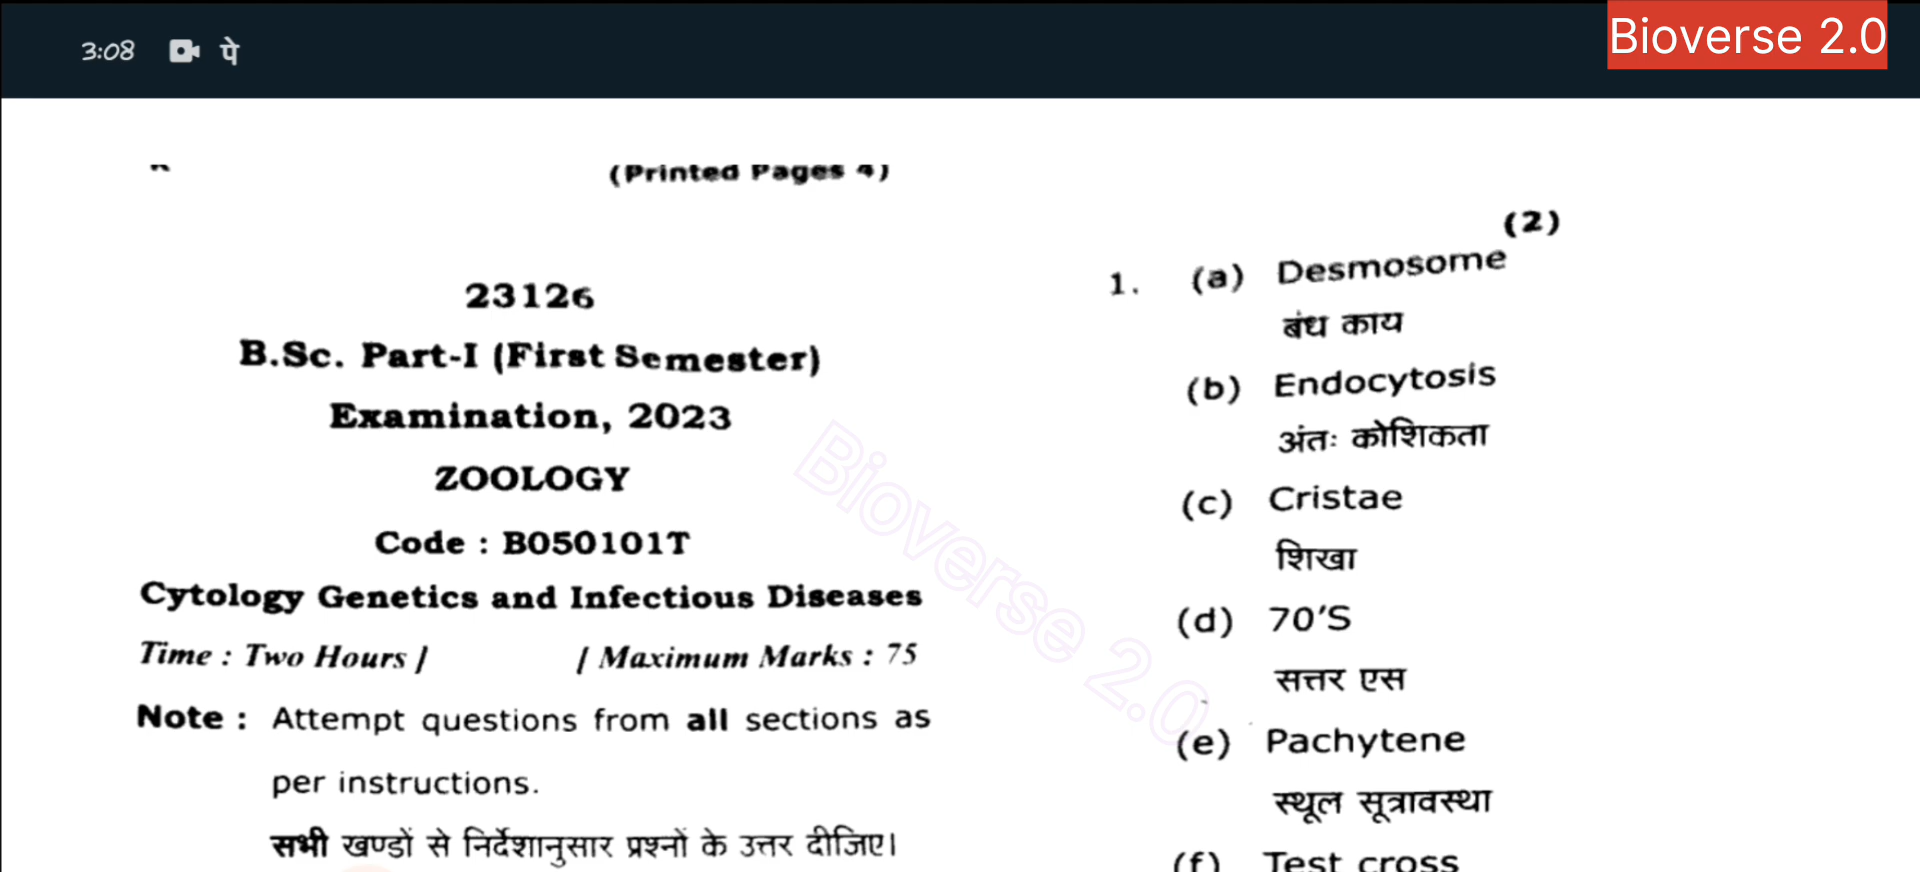 3:08 पे
Bioverse 2.0
(Printed Pages 4)
23126
B.Sc. Part-I (First Semester)
Examination, 2023
ZOOLOGY
Code : B050101T
Cytology Genetics and Infectious Diseases
Time : Two Hours ] [ Maximum Marks : 75
Note : Attempt questions from all sections as
per instructions.
सभी खण्डों से निर्देशानुसार प्रश्नों के उत्तर दीजिए।
Bioverse 2.0
(2)
1. (a) Desmosome
बंध काय
(b) Endocytosis
अंतः कोशिकता
(c) Cristae
शिखा
(d) 70'S
सत्तर एस
(e) Pachytene
स्थूल सूत्रावस्था
(f) Test cross